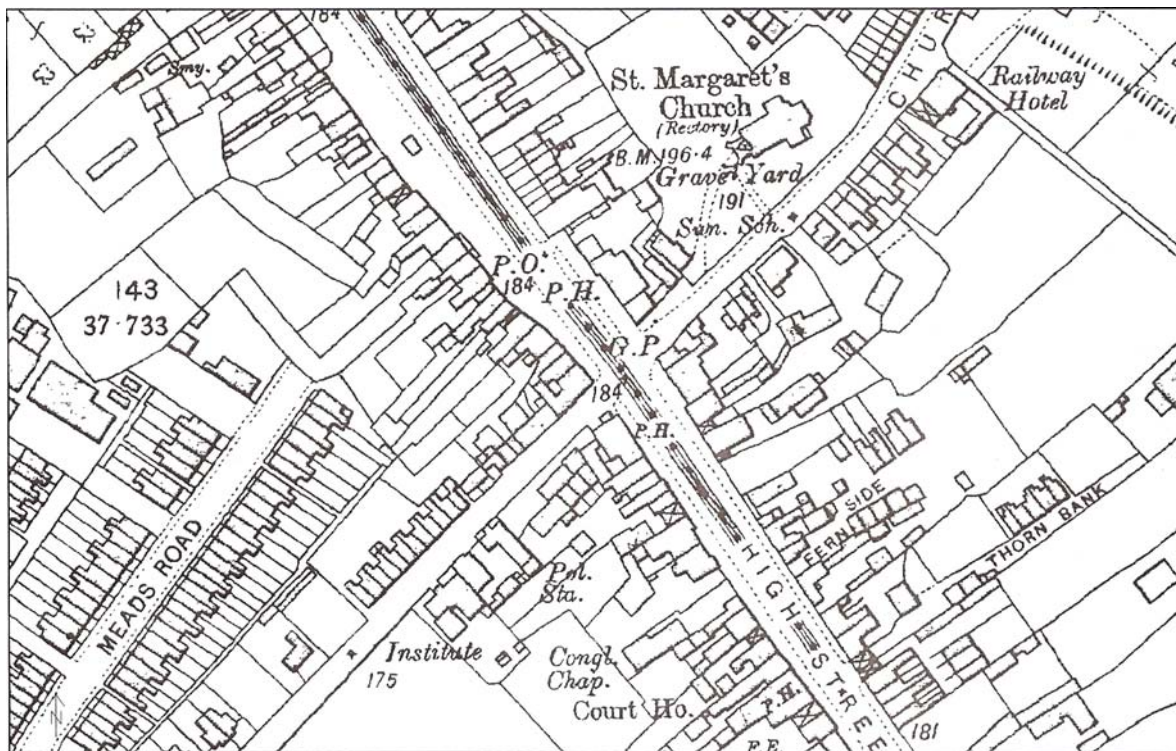 184
Smy.
St. Margaret's
Church
(Rectory)
B.M.196·4
Grave Yard
191
Sun. Sch.
CHUR
Railway
Hotel
P.O.
184
P.H.
G.P
184
P.H.
143
37·733
MEADS ROAD
FERN SIDE
THORN BANK
Pol.
Sta.
Institute
175
Congl.
Chap.
Court Ho.
P.H.
HIGH STREE
181
F.E.
N